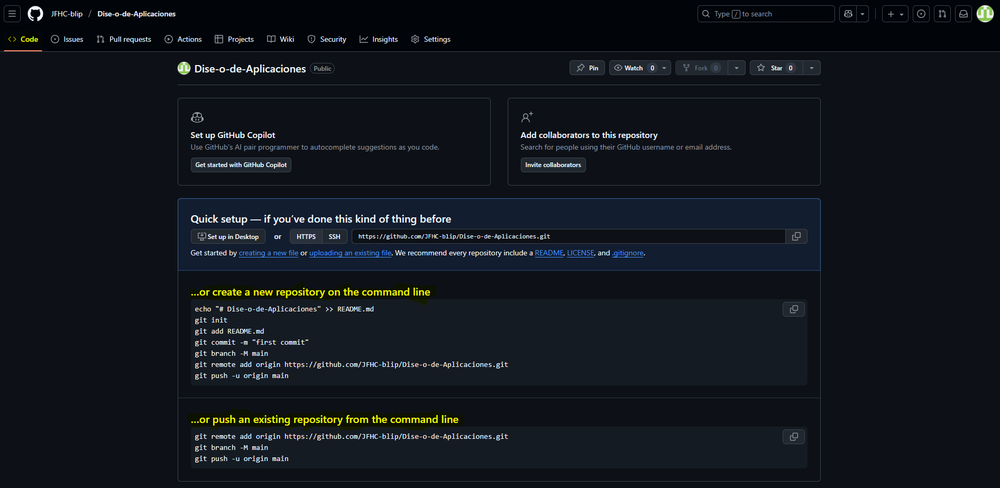 JFHC-blip / Dise-o-de-Aplicaciones
Type / to search
Code Issues Pull requests Actions Projects Wiki Security Insights Settings
Dise-o-de-Aplicaciones Public
Pin Watch 0 Fork 0 Star 0
Set up GitHub Copilot
Use GitHub's AI pair programmer to autocomplete suggestions as you code.
Get started with GitHub Copilot
Add collaborators to this repository
Search for people using their GitHub username or email address.
Invite collaborators
Quick setup — if you’ve done this kind of thing before
Set up in Desktop or HTTPS SSH https://github.com/JFHC-blip/Dise-o-de-Aplicaciones.git
Get started by creating a new file or uploading an existing file. We recommend every repository include a README, LICENSE, and .gitignore.
…or create a new repository on the command line
echo "# Dise-o-de-Aplicaciones" >> README.md
git init
git add README.md
git commit -m "first commit"
git branch -M main
git remote add origin https://github.com/JFHC-blip/Dise-o-de-Aplicaciones.git
git push -u origin main
…or push an existing repository from the command line
git remote add origin https://github.com/JFHC-blip/Dise-o-de-Aplicaciones.git
git branch -M main
git push -u origin main